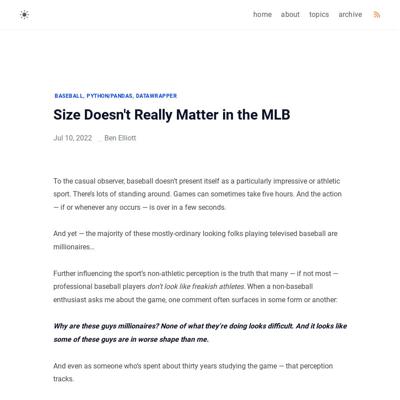 home about topics archive
BASEBALL, PYTHON/PANDAS, DATAWRAPPER
Size Doesn't Really Matter in the MLB
Jul 10, 2022 Ben Elliott
To the casual observer, baseball doesn't present itself as a particularly impressive or athletic
sport. There's lots of standing around. Games can sometimes take five hours. And the action
— if or whenever any occurs — is over in a few seconds.
And yet — the majority of these mostly-ordinary looking folks playing televised baseball are
millionaires...
Further influencing the sport's non-athletic perception is the truth that many — if not most —
professional baseball players don't look like freakish athletes. When a non-baseball
enthusiast asks me about the game, one comment often surfaces in some form or another:
Why are these guys millionaires? None of what they're doing looks difficult. And it looks like
some of these guys are in worse shape than me.
And even as someone who's spent about thirty years studying the game — that perception
tracks.